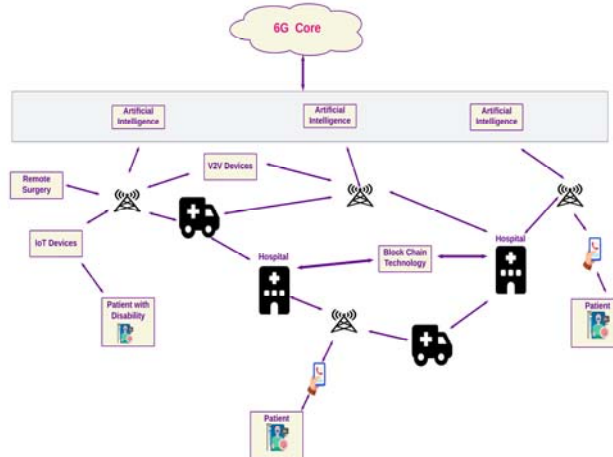 6G Core
Artificial
Intelligence
Artificial
Intelligence
Artificial
Intelligence
Remote
Surgery
V2V Devices
IoT Devices
Hospital
Block Chain
Technology
Hospital
Patient with
Disability
Patient
Patient